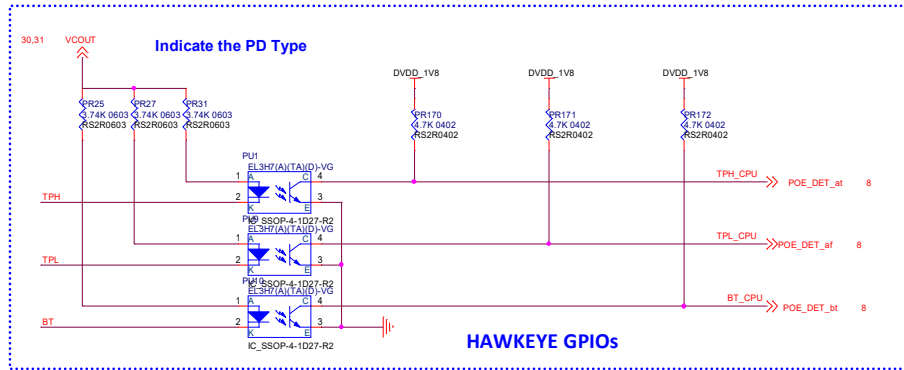 Indicate the PD Type
30,31 VCOUT
DVDD_1V8 DVDD_1V8 DVDD_1V8
PR25 PR27 PR31
3.74K 0603 3.74K 0603 3.74K 0603
RS2R0603 RS2R0603 RS2R0603
PR170 PR171 PR172
4.7K 0402 4.7K 0402 4.7K 0402
RS2R0402 RS2R0402 RS2R0402
PU1
EL3H7(A)(TA)(D)-VG
1 A C 4 TPH_CPU POE_DET_at 8
TPH 2 K E 3
IC_SSOP-4-1D27-R2
PU9
EL3H7(A)(TA)(D)-VG
1 A C 4 TPL_CPU POE_DET_af 8
TPL 2 K E 3
IC_SSOP-4-1D27-R2
PU10
EL3H7(A)(TA)(D)-VG
1 A C 4 BT_CPU POE_DET_bt 8
BT 2 K E 3
IC_SSOP-4-1D27-R2
HAWKEYE GPIOs